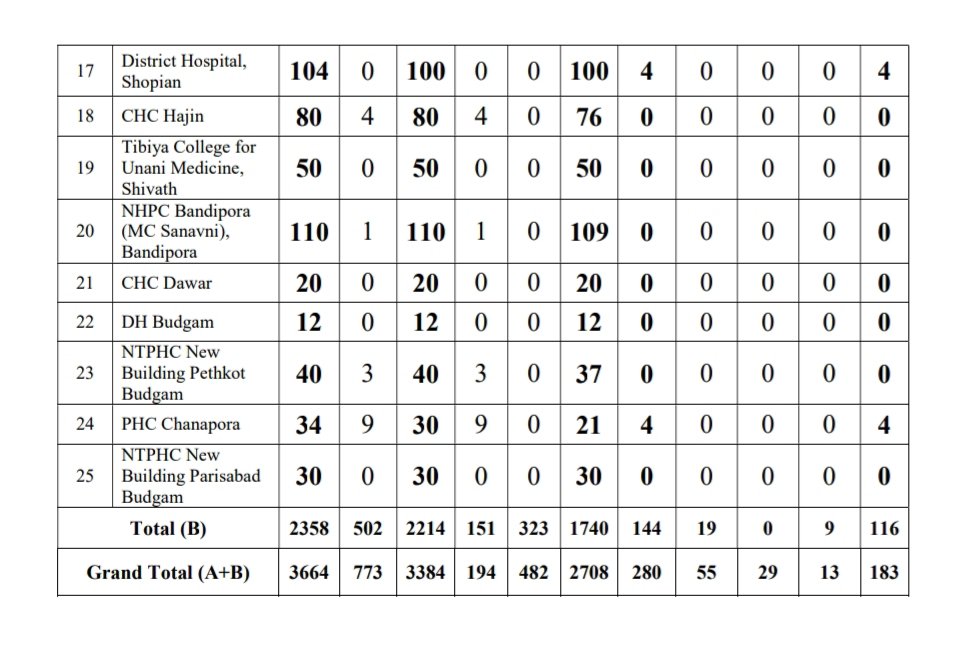 17 District Hospital, Shopian 104 0 100 0 0 100 4 0 0 0 4
18 CHC Hajin 80 4 80 4 0 76 0 0 0 0 0
19 Tibiya College for Unani Medicine, Shivath 50 0 50 0 0 50 0 0 0 0 0
20 NHPC Bandipora (MC Sanavni), Bandipora 110 1 110 1 0 109 0 0 0 0 0
21 CHC Dawar 20 0 20 0 0 20 0 0 0 0 0
22 DH Budgam 12 0 12 0 0 12 0 0 0 0 0
23 NTPHC New Building Pethkot Budgam 40 3 40 3 0 37 0 0 0 0 0
24 PHC Chanapora 34 9 30 9 0 21 4 0 0 0 4
25 NTPHC New Building Parisabad Budgam 30 0 30 0 0 30 0 0 0 0 0
Total (B) 2358 502 2214 151 323 1740 144 19 0 9 116
Grand Total (A+B) 3664 773 3384 194 482 2708 280 55 29 13 183